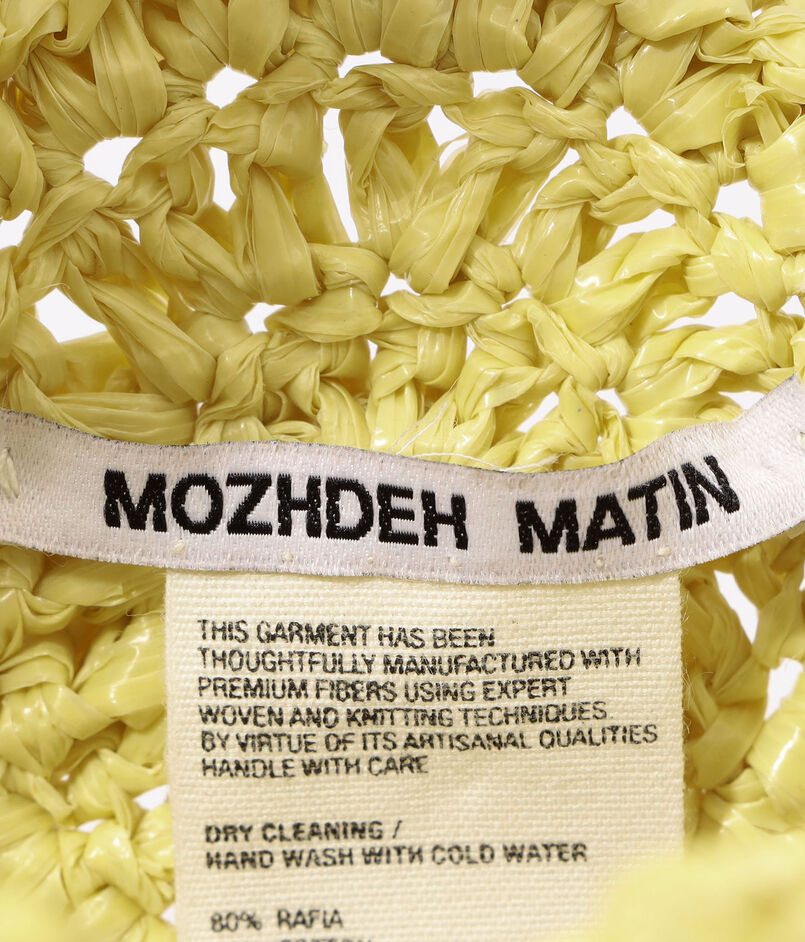 MOZHDEH MATIN
THIS GARMENT HAS BEEN
THOUGHTFULLY MANUFACTURED WITH
PREMIUM FIBERS USING EXPERT
WOVEN AND KNITTING TECHNIQUES
BY VIRTUE OF ITS ARTISANAL QUALITIES
HANDLE WITH CARE
DRY CLEANING /
HAND WASH WITH COLD WATER
80% RAFIA